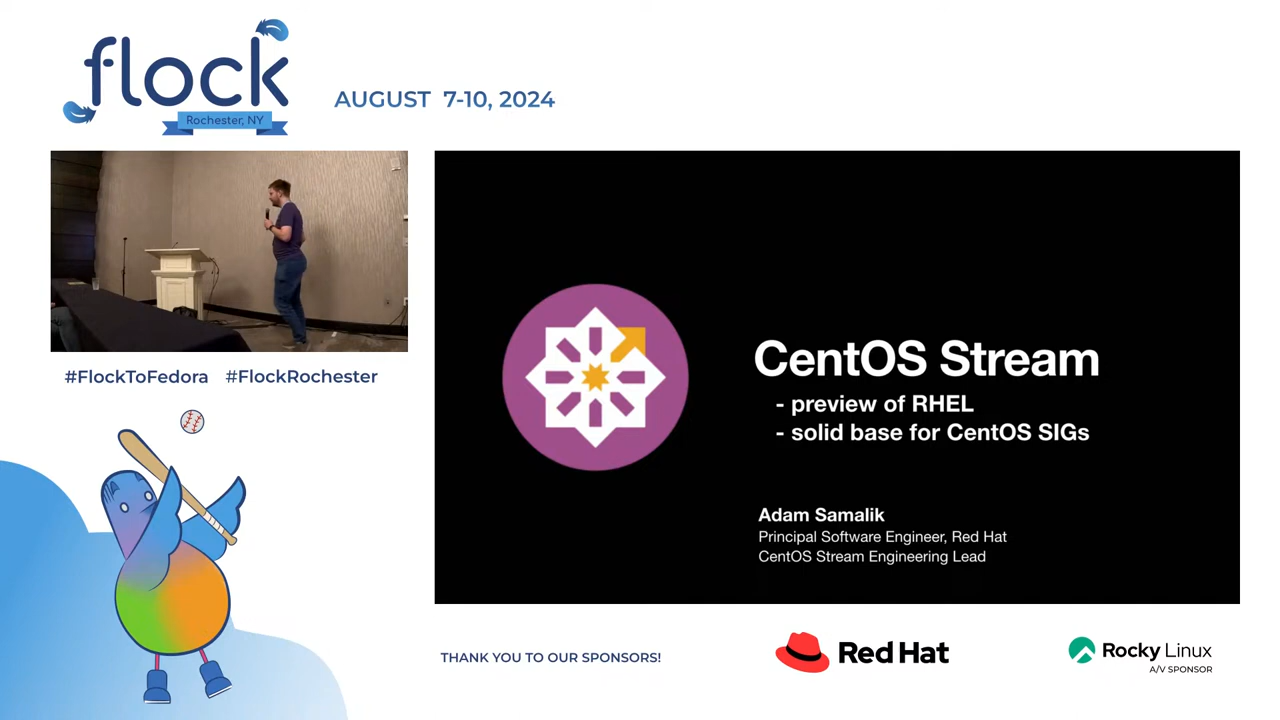 flock
Rochester, NY
AUGUST 7-10, 2024
#FlockToFedora #FlockRochester
CentOS Stream
- preview of RHEL
- solid base for CentOS SIGs
Adam Samalik
Principal Software Engineer, Red Hat
CentOS Stream Engineering Lead
THANK YOU TO OUR SPONSORS!
Red Hat
Rocky Linux
A/V SPONSOR